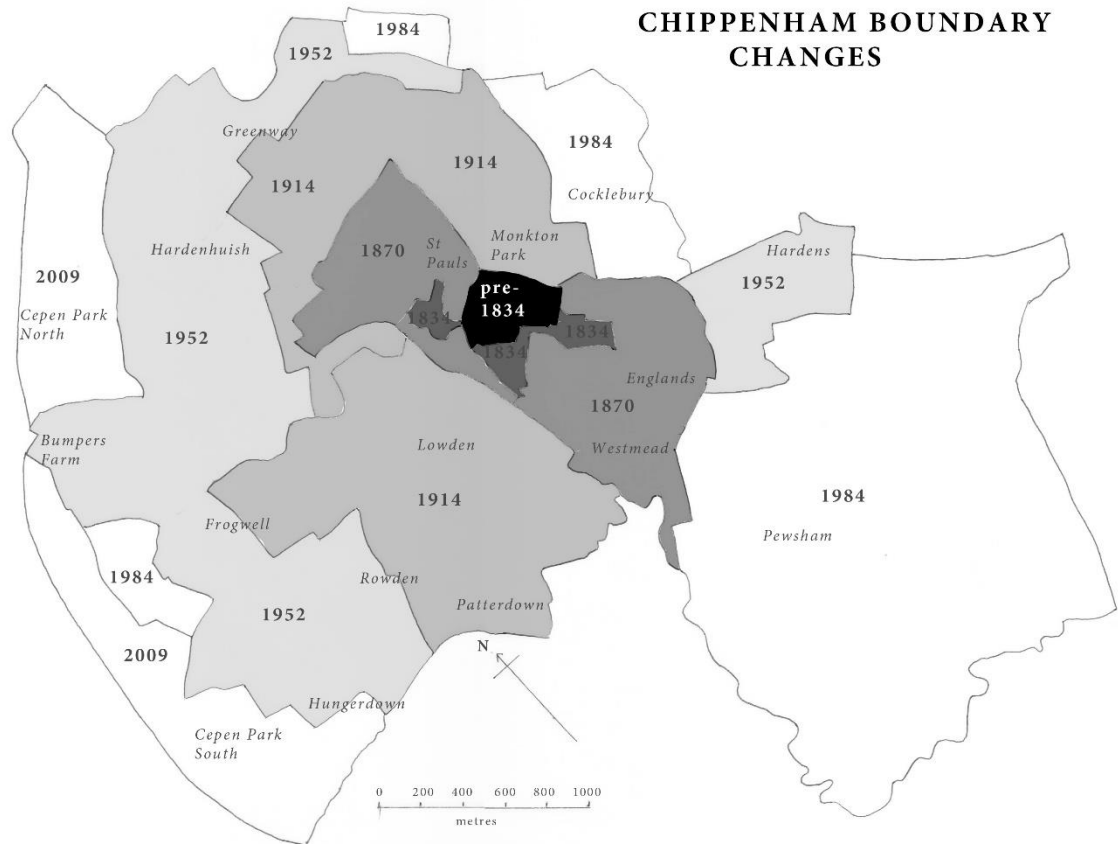 CHIPPENHAM BOUNDARY
CHANGES
1984
1952
Greenway
1984
1914
1914
Cocklebury
Hardenhuish
1870
St
Pauls
Monkton
Park
Hardens
2009
1952
pre-
1834
Cepen Park
North
1834
1834
1952
1834
Englands
1870
Bumpers
Farm
Lowden
Westmead
1914
1984
Frogwell
Pewsham
1984
Rowden
1952
Patterdown
2009
N
Hungerdown
Cepen Park
South
0 200 400 600 800 1000
metres